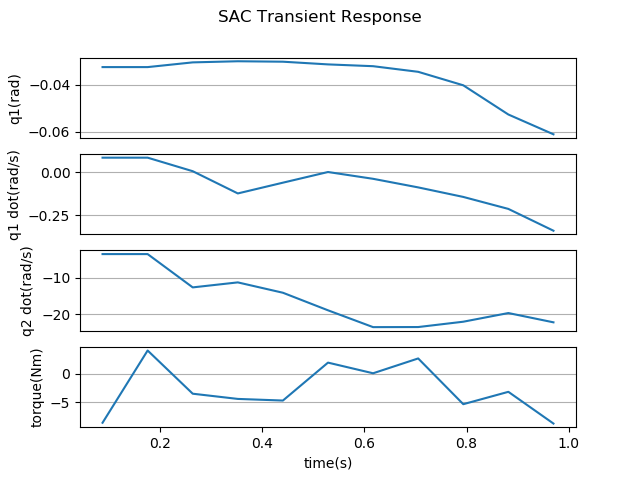 SAC Transient Response
q1(rad)
−0.04
−0.06
q1 dot(rad/s)
0.00
−0.25
q2 dot(rad/s)
−10
−20
torque(Nm)
0
−5
0.2 0.4 0.6 0.8 1.0
time(s)